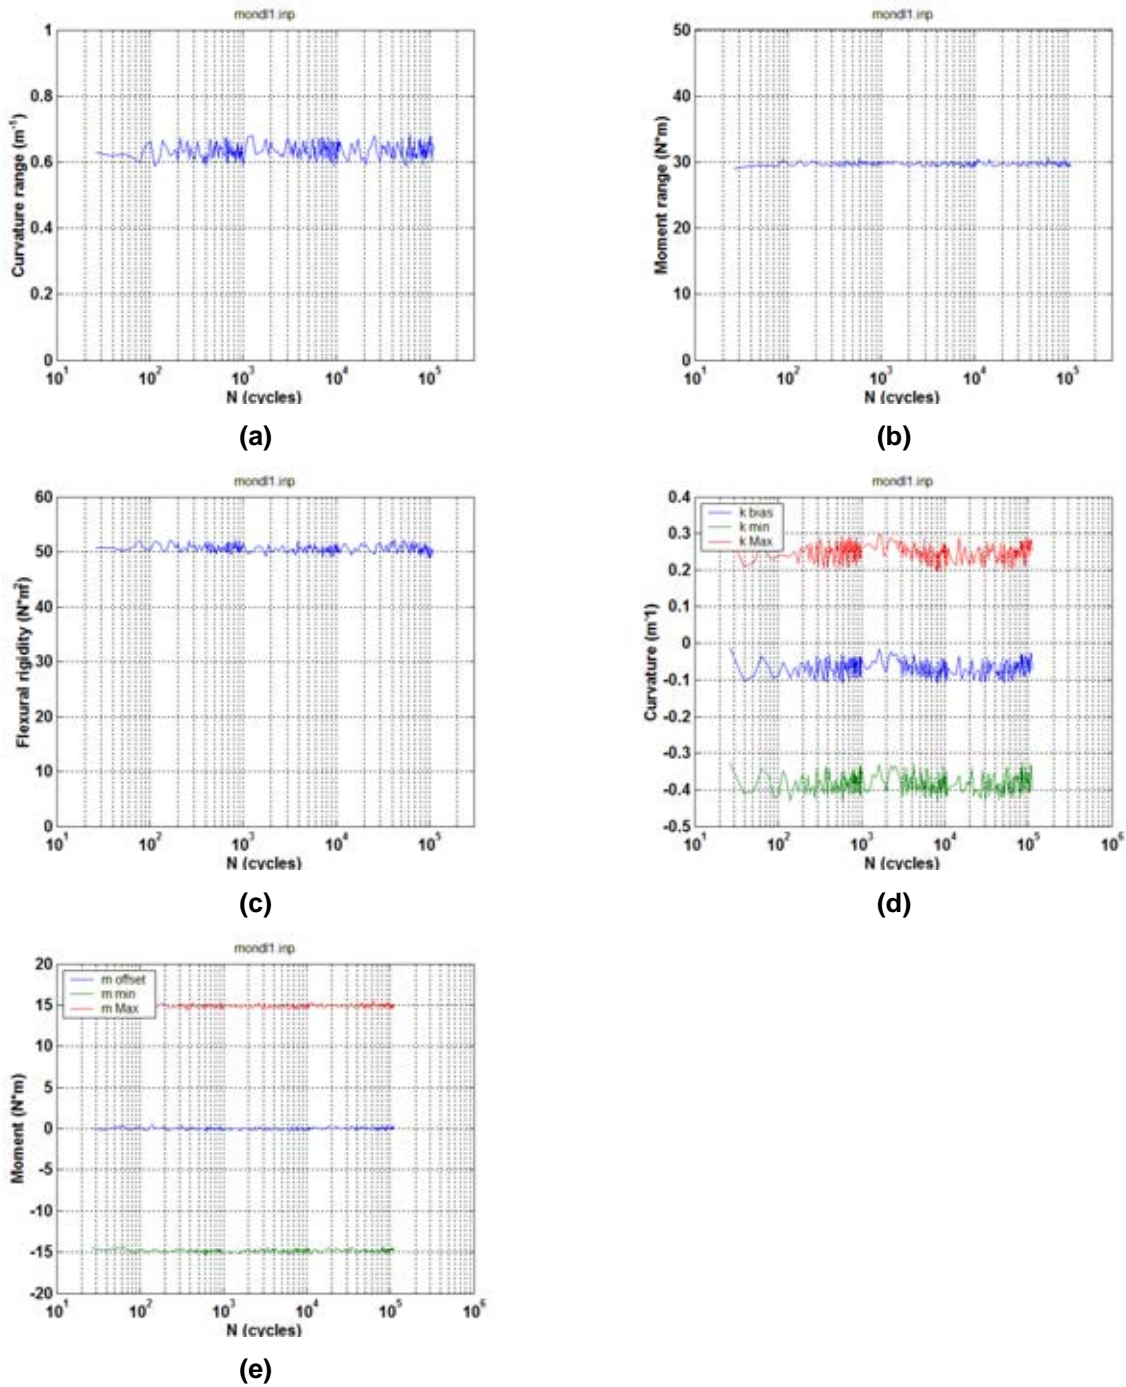 mondl1.inp
Curvature range (m⁻¹)
1
0.8
0.6
0.4
0.2
0
10¹ 10² 10³ 10⁴ 10⁵
N (cycles)
(a)
mondl1.inp
Moment range (N*m)
50
40
30
20
10
0
10¹ 10² 10³ 10⁴ 10⁵
N (cycles)
(b)
mondl1.inp
Flexural rigidity (N*m²)
60
50
40
30
20
10
0
10¹ 10² 10³ 10⁴ 10⁵
N (cycles)
(c)
mondl1.inp
k bias
k min
k Max
Curvature (m⁻1)
0.4
0.3
0.2
0.1
0
-0.1
-0.2
-0.3
-0.4
-0.5
10¹ 10² 10³ 10⁴ 10⁵ 10⁶
N (cycles)
(d)
mondl1.inp
m offset
m min
m Max
Moment (N*m)
20
15
10
5
0
-5
-10
-15
-20
10¹ 10² 10³ 10⁴ 10⁵ 10⁶
N (cycles)
(e)